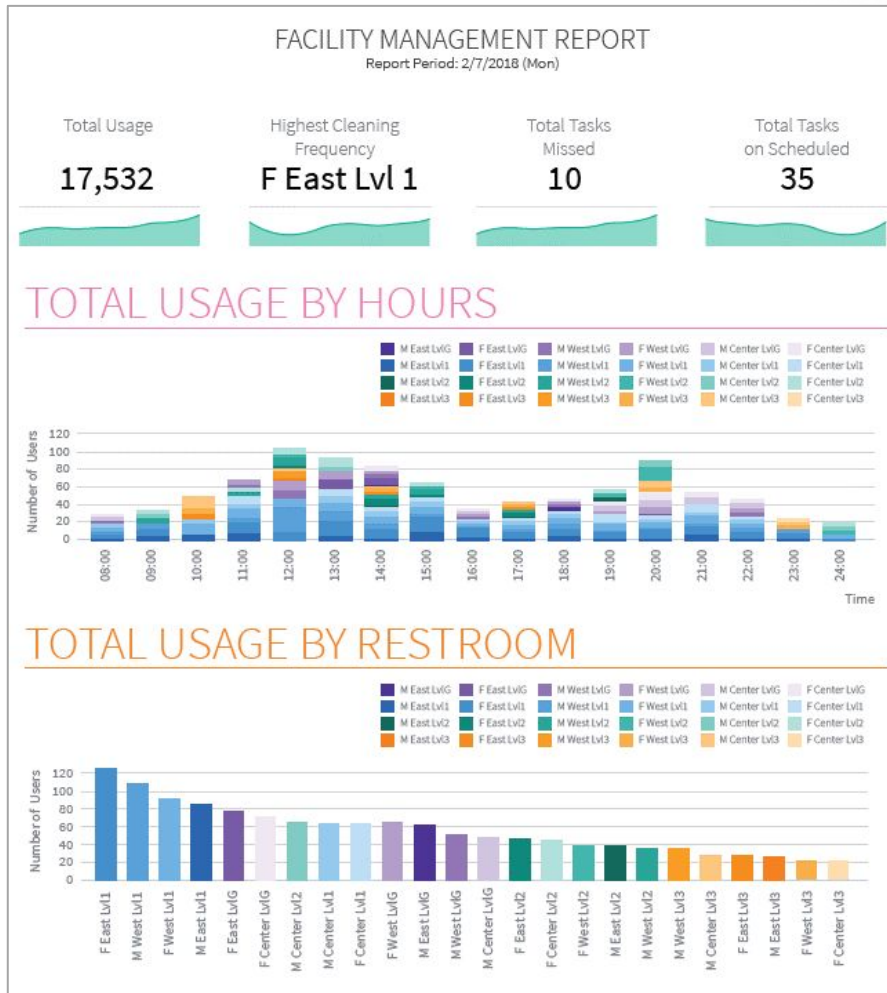 FACILITY MANAGEMENT REPORT
Report Period: 2/7/2018 (Mon)
Total Usage
17,532
Highest Cleaning
Frequency
F East Lvl 1
Total Tasks
Missed
10
Total Tasks
on Scheduled
35
TOTAL USAGE BY HOURS
M East LvlG F East LvlG M West LvlG F West LvlG M Center LvlG F Center LvlG
M East Lvl1 F East Lvl1 M West Lvl1 F West Lvl1 M Center Lvl1 F Center Lvl1
M East Lvl2 F East Lvl2 M West Lvl2 F West Lvl2 M Center Lvl2 F Center Lvl2
M East Lvl3 F East Lvl3 M West Lvl3 F West Lvl3 M Center Lvl3 F Center Lvl3
Number of Users
120
100
80
60
40
20
0
08:00 09:00 10:00 11:00 12:00 13:00 14:00 15:00 16:00 17:00 18:00 19:00 20:00 21:00 22:00 23:00 24:00
Time
TOTAL USAGE BY RESTROOM
M East LvlG F East LvlG M West LvlG F West LvlG M Center LvlG F Center LvlG
M East Lvl1 F East Lvl1 M West Lvl1 F West Lvl1 M Center Lvl1 F Center Lvl1
M East Lvl2 F East Lvl2 M West Lvl2 F West Lvl2 M Center Lvl2 F Center Lvl2
M East Lvl3 F East Lvl3 M West Lvl3 F West Lvl3 M Center Lvl3 F Center Lvl3
Number of Users
120
100
80
60
40
20
0
F East Lvl1
M West Lvl1
F West Lvl1
M East Lvl1
F East LvlG
F Center LvlG
M Center Lvl2
M Center Lvl1
F Center Lvl1
F West LvlG
M East LvlG
M West LvlG
M Center LvlG
F East Lvl2
F Center Lvl2
F West Lvl2
M East Lvl2
M West Lvl2
M West Lvl3
M Center Lvl3
F East Lvl3
M East Lvl3
F West Lvl3
F Center Lvl3